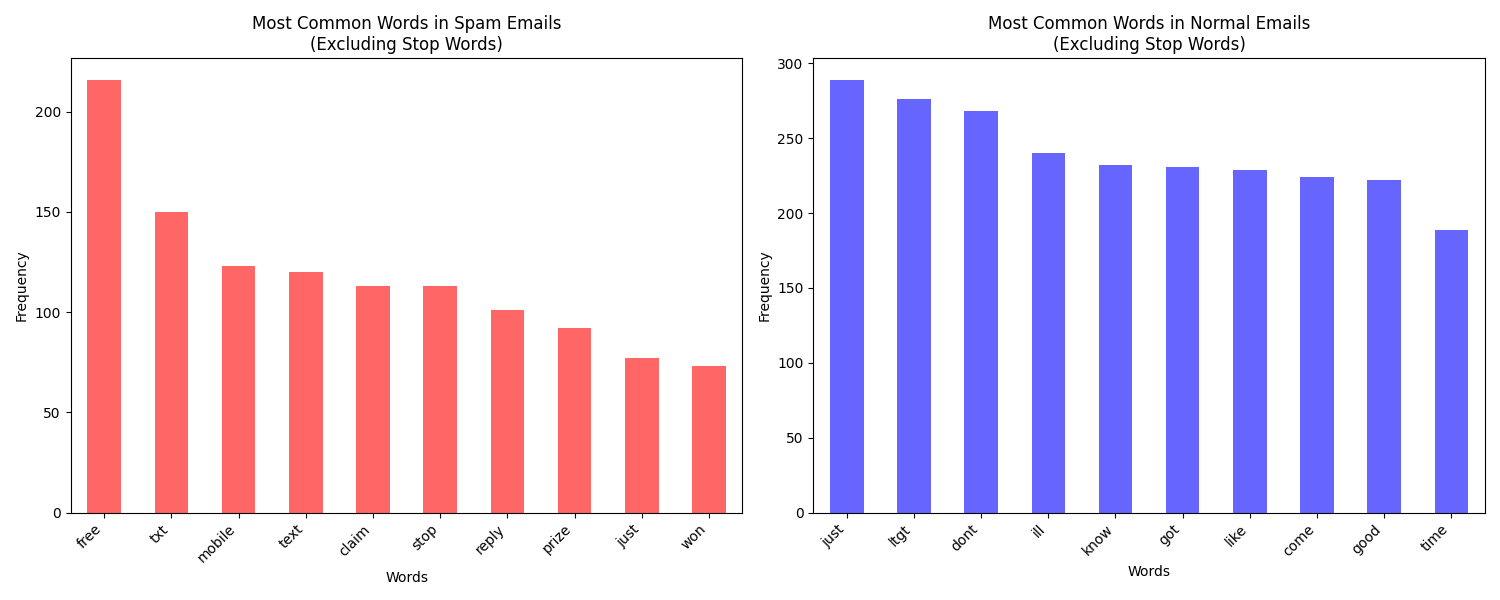 Most Common Words in Spam Emails
(Excluding Stop Words)
Frequency
200
150
100
50
0
free
txt
mobile
text
claim
stop
reply
prize
just
won
Words
Most Common Words in Normal Emails
(Excluding Stop Words)
Frequency
300
250
200
150
100
50
0
just
ltgt
dont
ill
know
got
like
come
good
time
Words